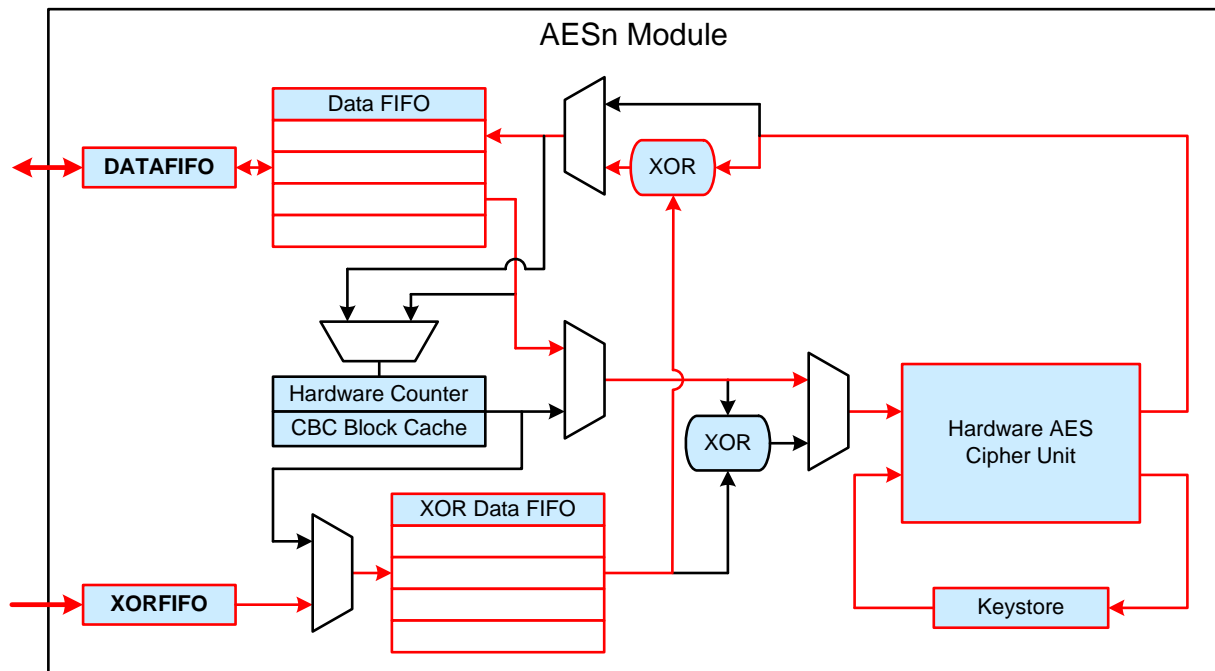 AESn Module
Data FIFO
DATAFIFO
XOR
Hardware Counter
CBC Block Cache
XOR
Hardware AES
Cipher Unit
XOR Data FIFO
XORFIFO
Keystore